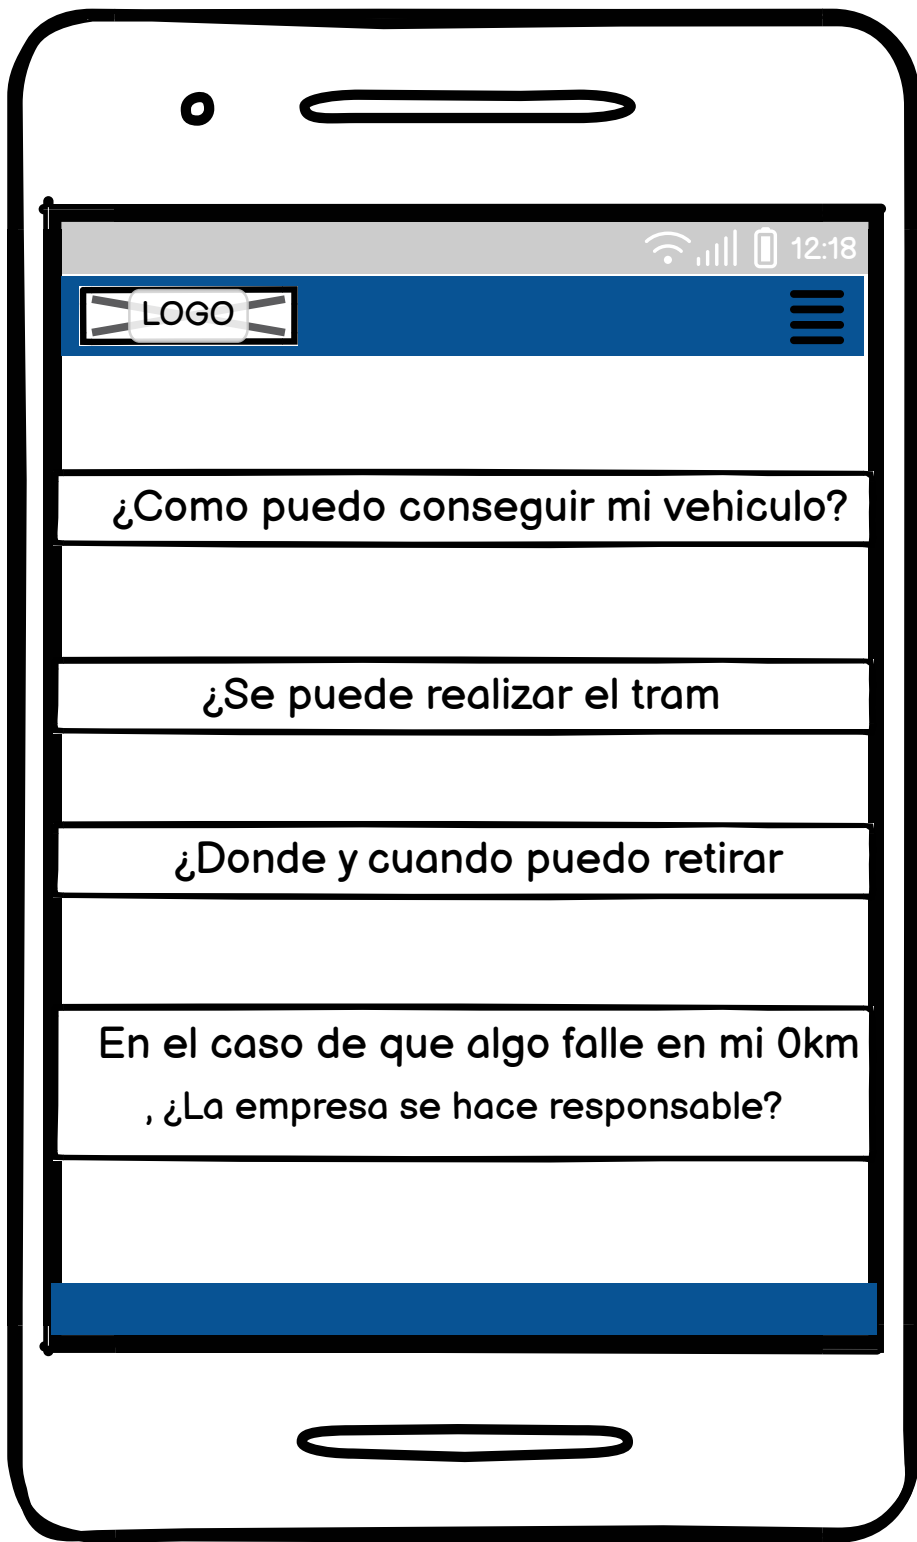 12:18
LOGO
¿Como puedo conseguir mi vehiculo?
¿Se puede realizar el tram
¿Donde y cuando puedo retirar
En el caso de que algo falle en mi 0km
, ¿La empresa se hace responsable?